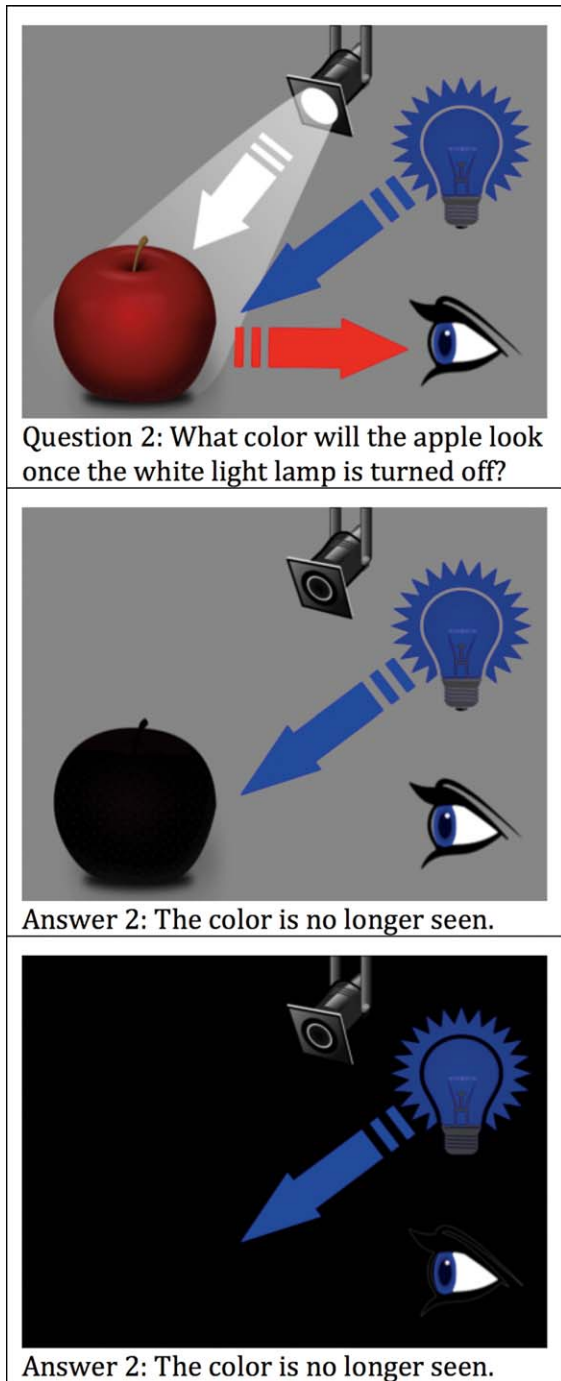 Question 2: What color will the apple look
once the white light lamp is turned off?
Answer 2: The color is no longer seen.
Answer 2: The color is no longer seen.